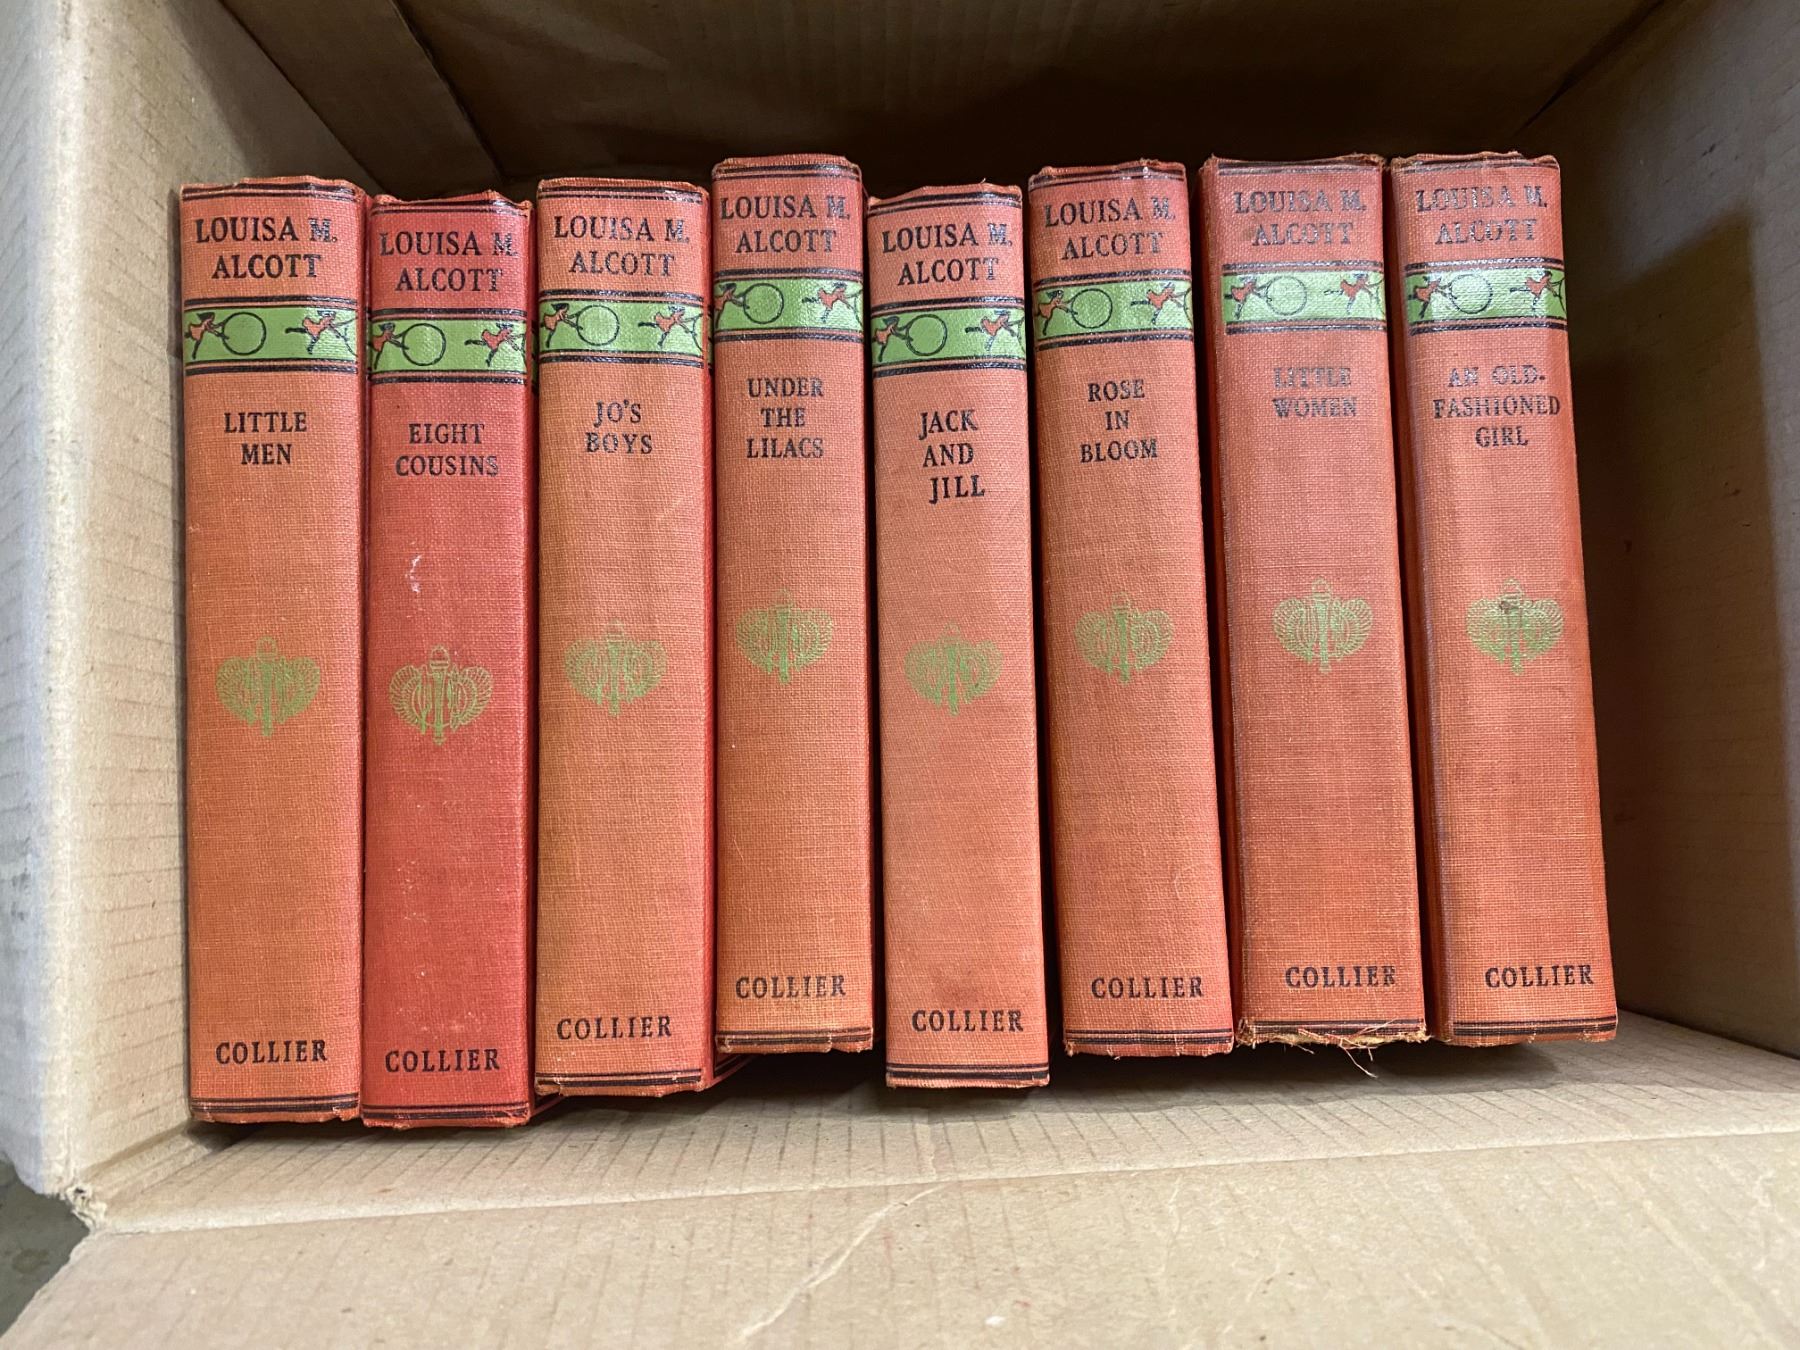 LOUISA M.
ALCOTT
LITTLE
MEN
COLLIER
LOUISA M.
ALCOTT
EIGHT
COUSINS
COLLIER
LOUISA M.
ALCOTT
JO'S
BOYS
COLLIER
LOUISA M.
ALCOTT
UNDER
THE
LILACS
COLLIER
LOUISA M.
ALCOTT
JACK
AND
JILL
COLLIER
LOUISA M.
ALCOTT
ROSE
IN
BLOOM
COLLIER
LOUISA M.
ALCOTT
LITTLE
WOMEN
COLLIER
LOUISA M.
ALCOTT
AN OLD-
FASHIONED
GIRL
COLLIER